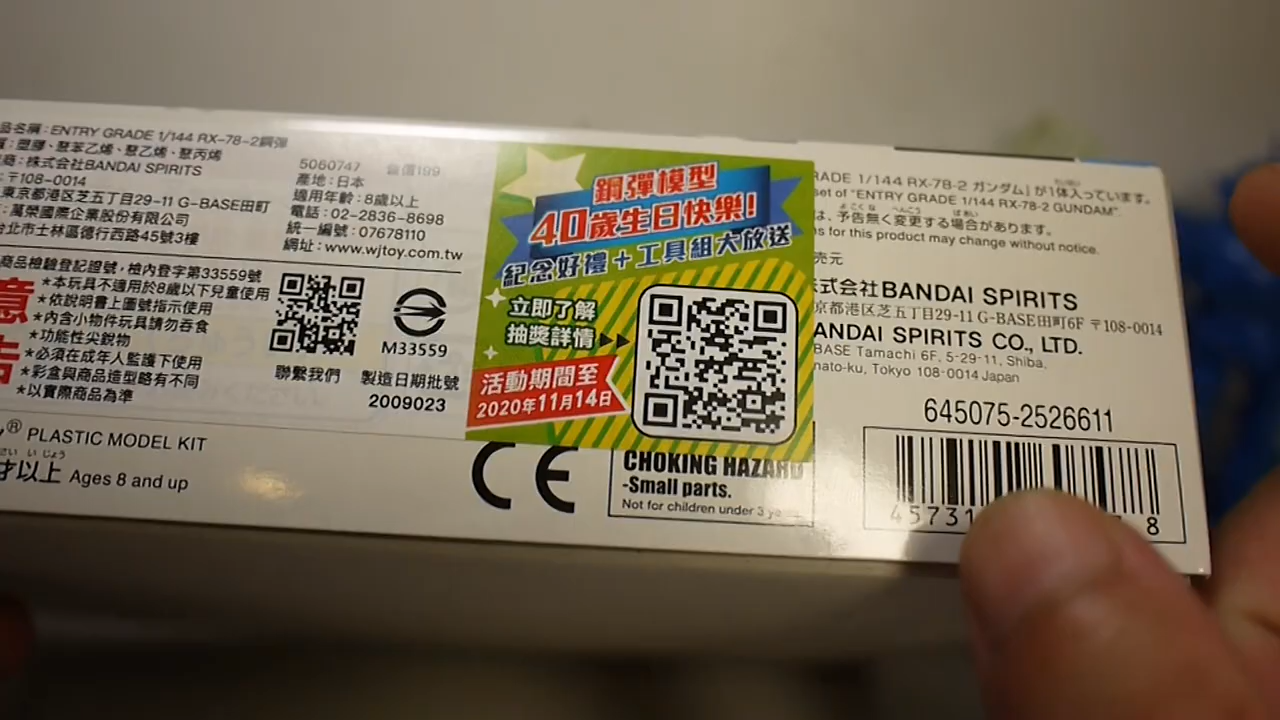 品名稱：ENTRY GRADE 1/144 RX-78-2鋼彈
塑膠、聚苯乙烯、聚乙烯、聚丙烯
商：株式会社BANDAI SPIRITS
：〒108-0014
東京都港区芝五丁目29-11 G-BASE田町
：萬榮國際企業股份有限公司
台北市士林區德行西路45號3樓
5060747 售價199
產地：日本
適用年齡：8歲以上
電話：02-2836-8698
統一編號：07678110
網址：www.wjtoy.com.tw
商品檢驗登記證號，檢內登字第33559號
意
*本玩具不適用於8歲以下兒童使用
*依說明書上圖號指示使用
*內含小物件玩具請勿吞食
*功能性尖銳物
*必須在成年人監護下使用
*彩盒與商品造型略有不同
*以實際商品為準
聯繫我們
M33559
製造日期批號
2009023
® PLASTIC MODEL KIT
才以上 Ages 8 and up
鋼彈模型
40歲生日快樂!
紀念好禮＋工具組大放送
立即了解
抽獎詳情
活動期間至
2020年11月14日
CHOKING HAZARD
-Small parts.
Not for children under 3
RADE 1/144 RX-78-2 ガンダム」が1体入っています。
set of "ENTRY GRADE 1/144 RX-78-2 GUNDAM".
は、予告無く変更する場合があります。
ns for this product may change without notice.
売元
式会社BANDAI SPIRITS
京都港区芝五丁目29-11 G-BASE田町6F 〒108-0014
ANDAI SPIRITS CO., LTD.
BASE Tamachi 6F, 5-29-11, Shiba,
nato-ku, Tokyo 108-0014 Japan
645075-2526611
45731 8